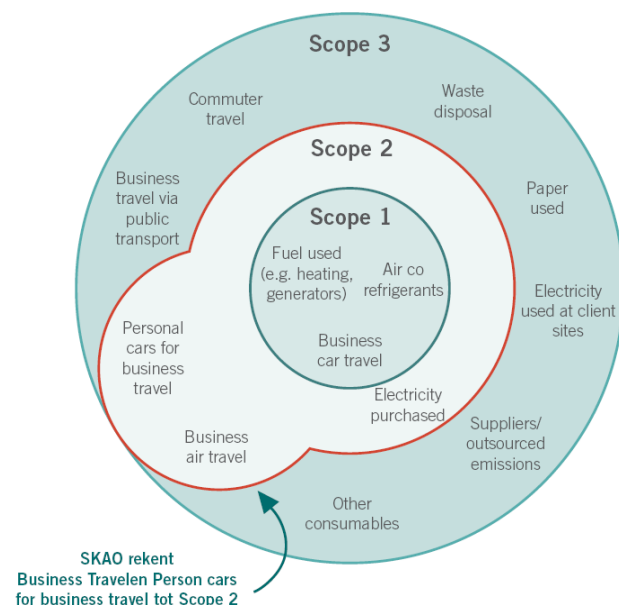 Scope 3
Commuter
travel
Waste
disposal
Scope 2
Business
travel via
public
transport
Paper
used
Scope 1
Fuel used
(e.g. heating,
generators)
Air co
refrigerants
Electricity
used at client
sites
Personal
cars for
business
travel
Business
car travel
Electricity
purchased
Business
air travel
Suppliers/
outsourced
emissions
Other
consumables
SKAO rekent
Business Travelen Person cars
for business travel tot Scope 2